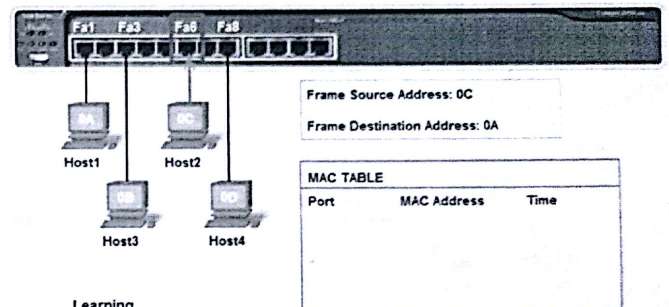 Fa1 Fa3 Fa6 Fa8
0A
0C
Host1
Host2
0B
0D
Host3
Host4
Frame Source Address: 0C
Frame Destination Address: 0A
MAC TABLE
Port MAC Address Time
Learning